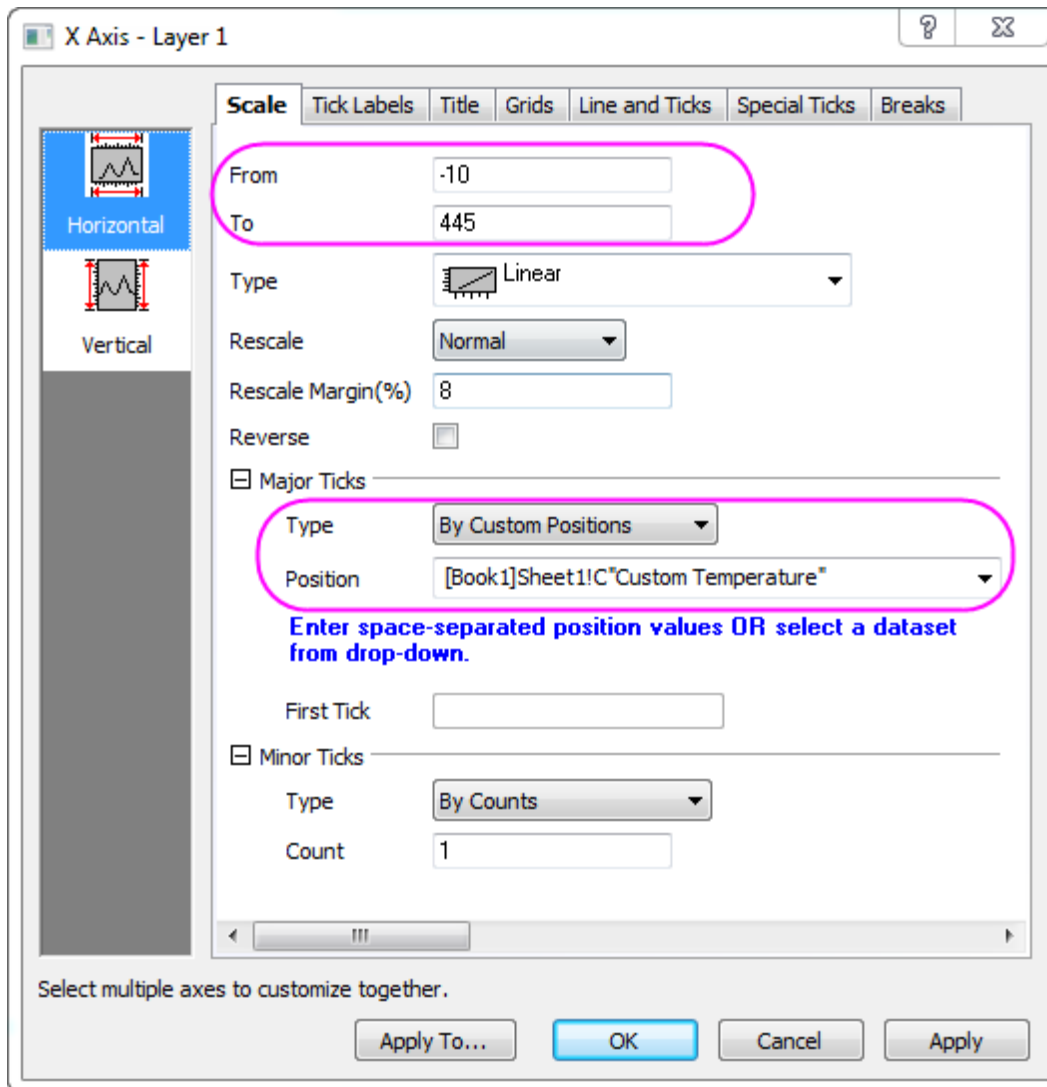 X Axis - Layer 1
Scale Tick Labels Title Grids Line and Ticks Special Ticks Breaks
Horizontal
Vertical
From -10
To 445
Type Linear
Rescale Normal
Rescale Margin(%) 8
Reverse
Major Ticks
Type By Custom Positions
Position [Book1]Sheet1!C"Custom Temperature"
Enter space-separated position values OR select a dataset
from drop-down.
First Tick
Minor Ticks
Type By Counts
Count 1
Select multiple axes to customize together.
Apply To... OK Cancel Apply